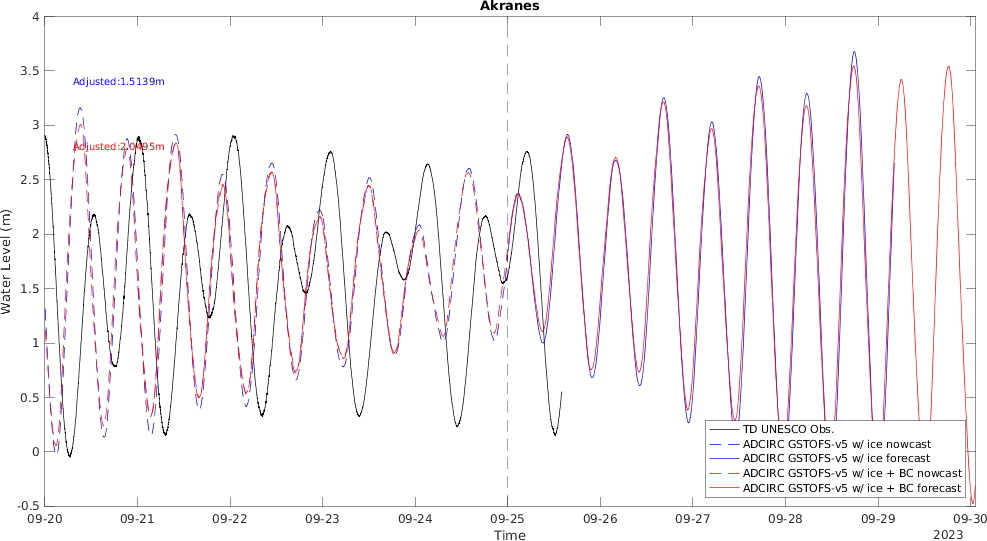 Akranes
4
3.5
3
2.5
2
1.5
1
0.5
0
-0.5
Water Level (m)
Adjusted:1.5139m
Adjusted:2.0495m
TD UNESCO Obs.
ADCIRC GSTOFS-v5 w/ ice nowcast
ADCIRC GSTOFS-v5 w/ ice forecast
ADCIRC GSTOFS-v5 w/ ice + BC nowcast
ADCIRC GSTOFS-v5 w/ ice + BC forecast
09-20 09-21 09-22 09-23 09-24 09-25 09-26 09-27 09-28 09-29 09-30
Time
2023